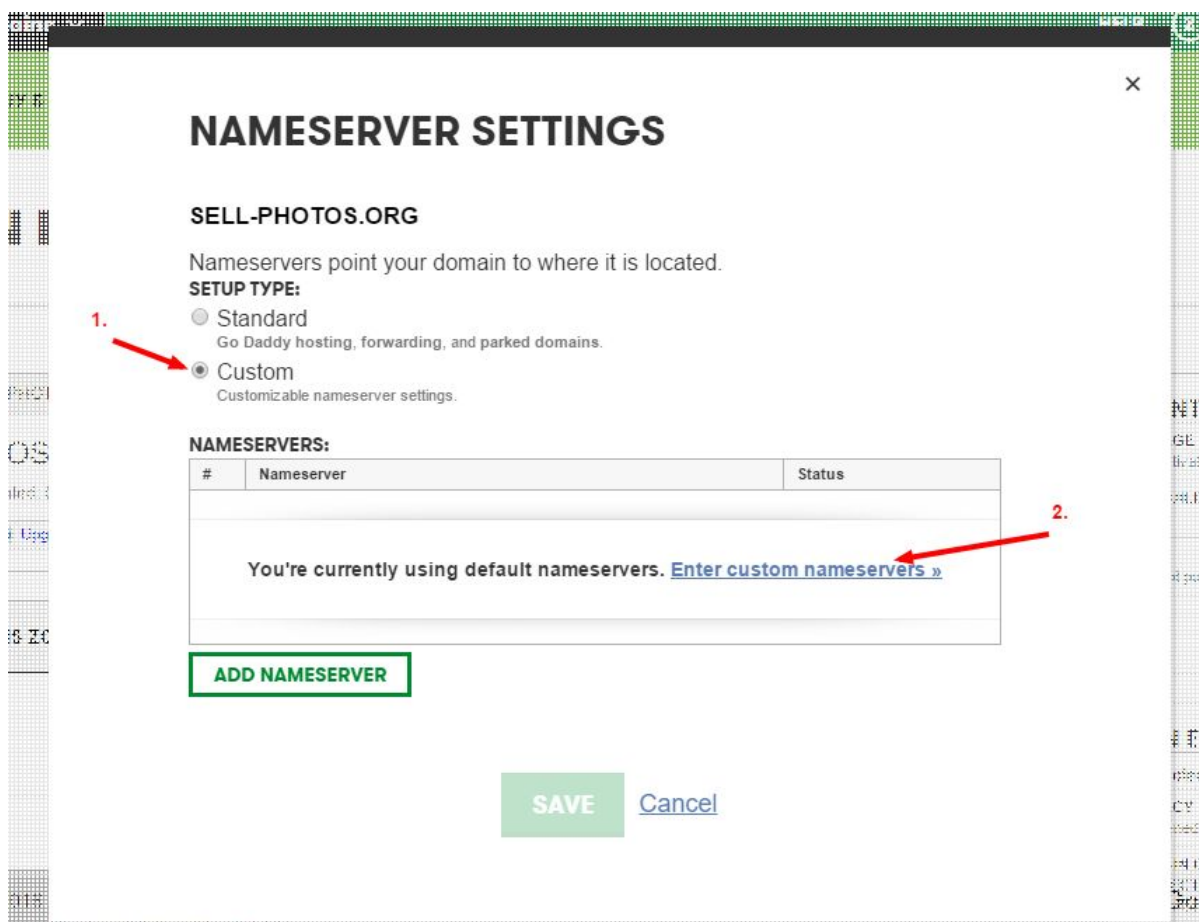 ×
NAMESERVER SETTINGS
SELL-PHOTOS.ORG
Nameservers point your domain to where it is located.
SETUP TYPE:
1.
Standard
Go Daddy hosting, forwarding, and parked domains.
Custom
Customizable nameserver settings.
NAMESERVERS:
# Nameserver Status
2.
You're currently using default nameservers. Enter custom nameservers »
ADD NAMESERVER
SAVE Cancel